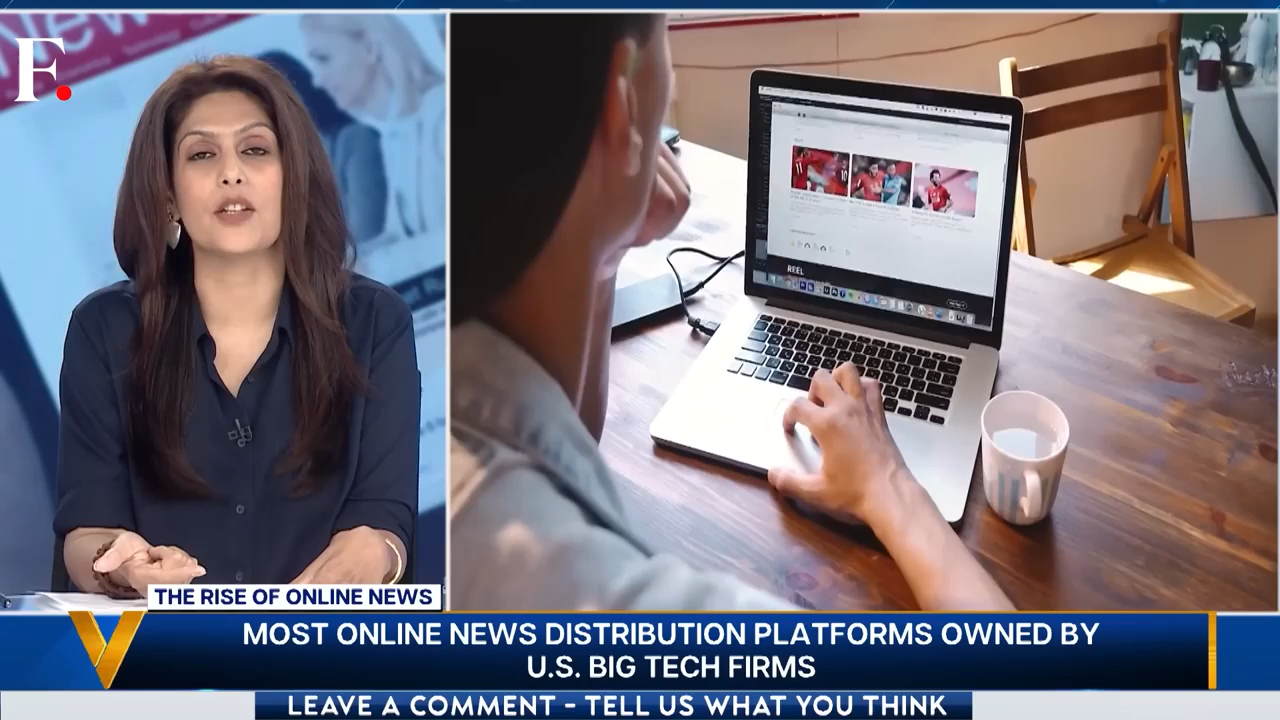 New
F.
REEL
THE RISE OF ONLINE NEWS
V
MOST ONLINE NEWS DISTRIBUTION PLATFORMS OWNED BY
U.S. BIG TECH FIRMS
LEAVE A COMMENT - TELL US WHAT YOU THINK